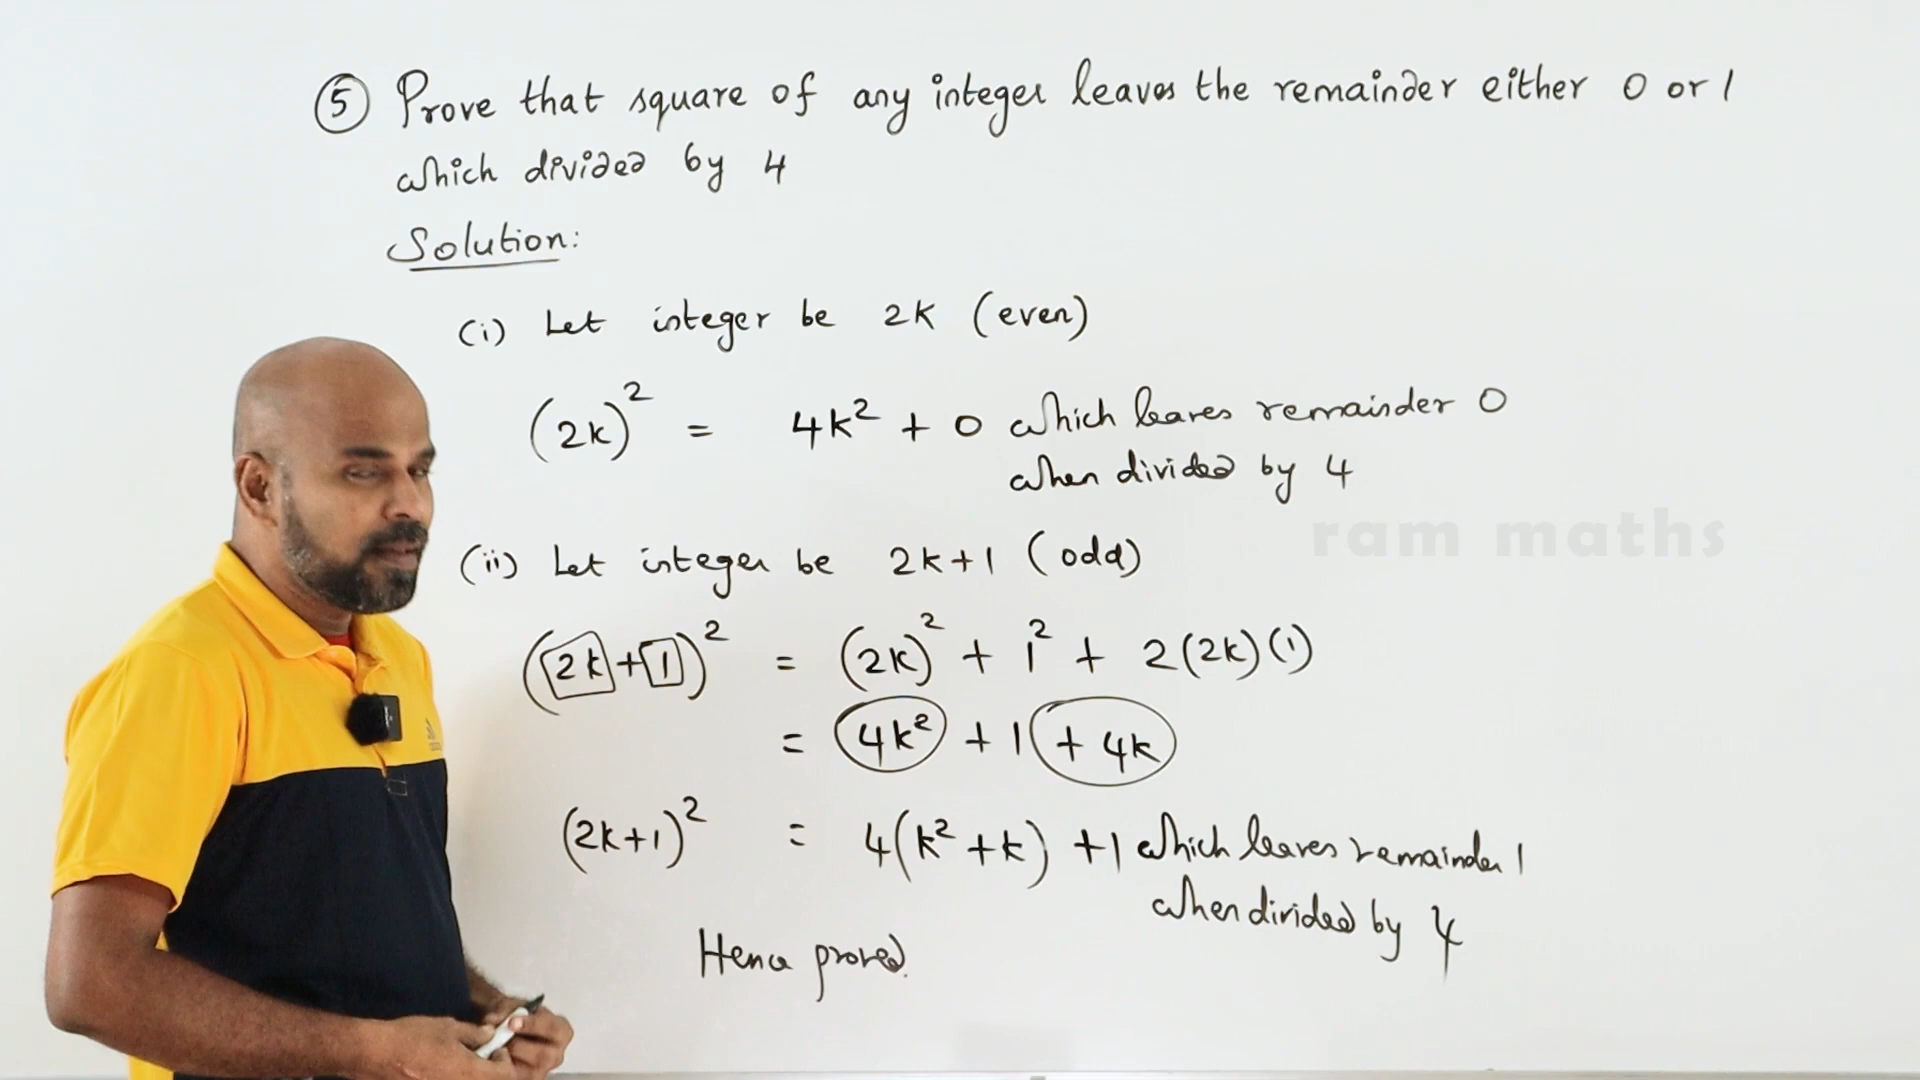 5 Prove that square of any integer leaves the remainder either 0 or 1
which divided by 4
Solution:
(i) Let integer be 2k (even)
(2k)² = 4k² + 0 which leaves remainder 0
when divided by 4
ram maths
(ii) Let integer be 2k+1 (odd)
(2k+1)² = (2k)² + 1² + 2(2k)(1)
= 4k² + 1 + 4k
(2k+1)² = 4(k²+k) +1 which leaves remainder 1
when divided by 4
Hence proved.